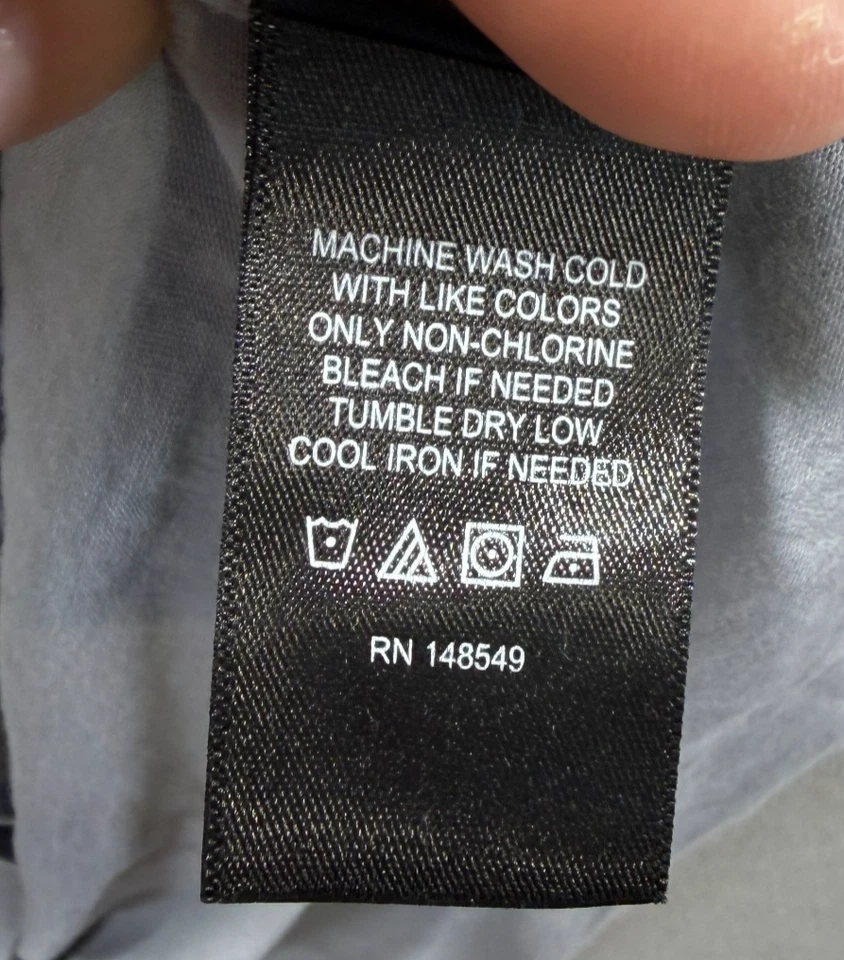 MACHINE WASH COLD
WITH LIKE COLORS
ONLY NON-CHLORINE
BLEACH IF NEEDED
TUMBLE DRY LOW
COOL IRON IF NEEDED
RN 148549